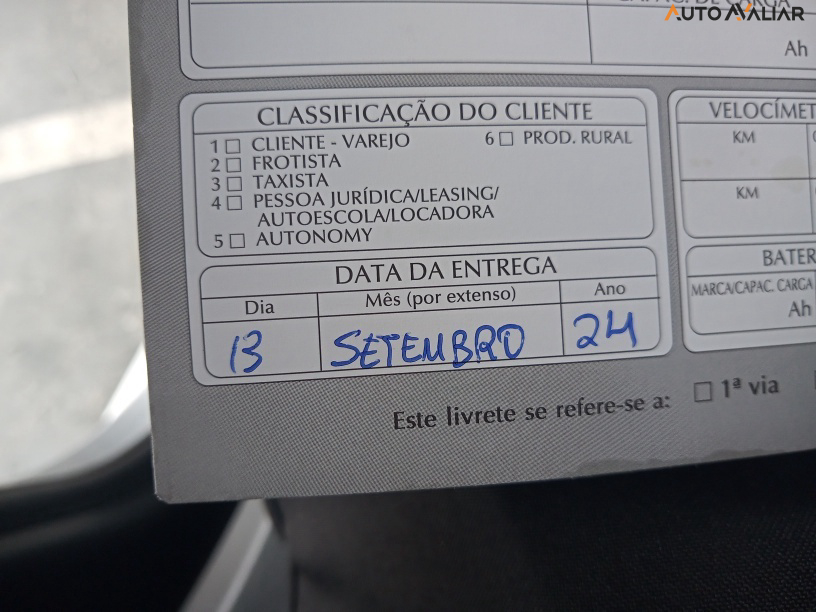 AUTO AVALIAR
Ah
CLASSIFICAÇÃO DO CLIENTE
1 □ CLIENTE - VAREJO 6 □ PROD. RURAL
2 □ FROTISTA
3 □ TAXISTA
4 □ PESSOA JURÍDICA/LEASING/
AUTOESCOLA/LOCADORA
5 □ AUTONOMY
DATA DA ENTREGA
Dia Mês (por extenso) Ano
13 SETEMBRO 24
VELOCÍMET
KM
KM
BATER
MARCA/CAPAC. CARGA
Ah
Este livrete se refere-se a: □ 1ª via